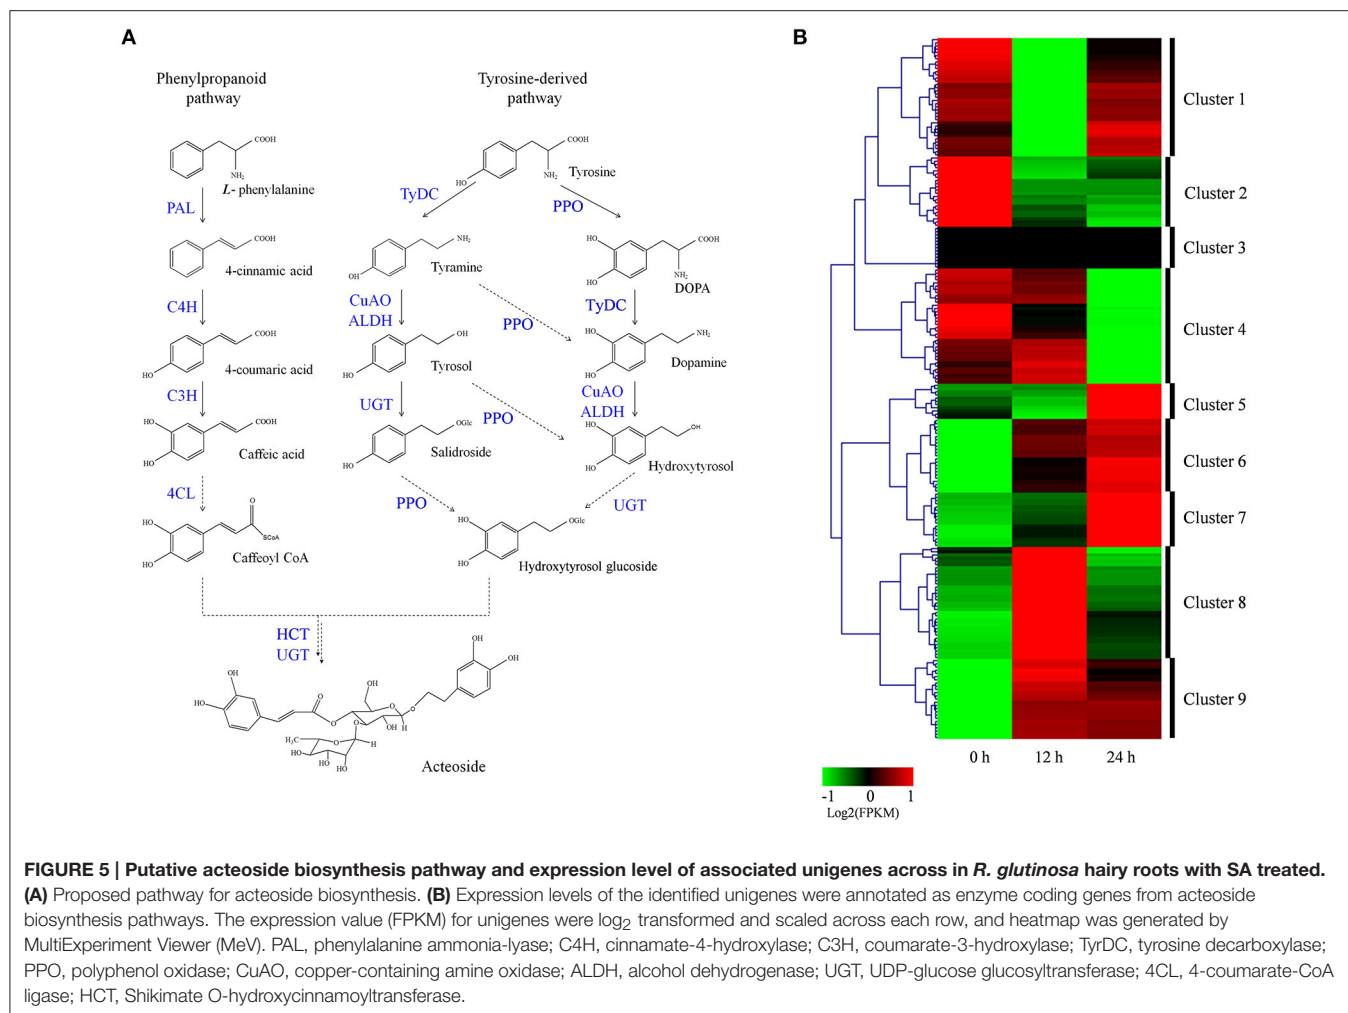 A
B
Phenylpropanoid
pathway
Tyrosine-derived
pathway
COOH
NH₂
L- phenylalanine
PAL
COOH
4-cinnamic acid
C4H
COOH
HO
4-coumaric acid
C3H
HO
HO
COOH
Caffeic acid
4CL
HO
HO
O
SCoA
Caffeoyl CoA
COOH
NH₂
HO
Tyrosine
TyDC
PPO
NH₂
OH
Tyramine
CuAO
ALDH
OH
HO
Tyrosol
UGT
OGlc
HO
Salidroside
PPO
PPO
PPO
HO
HO
COOH
NH₂
DOPA
TyDC
HO
HO
NH₂
Dopamine
CuAO
ALDH
HO
HO
OH
Hydroxytyrosol
UGT
HO
HO
OGlc
Hydroxytyrosol glucoside
HCT
UGT
OH
HO
O
O
HO
O
O
OH
H
O
H₃C
O
H
HO
HO
HO
OH
OH
Acteoside
Cluster 1
Cluster 2
Cluster 3
Cluster 4
Cluster 5
Cluster 6
Cluster 7
Cluster 8
Cluster 9
0 h 12 h 24 h
-1 0 1
Log2(FPKM)
FIGURE 5 | Putative acteoside biosynthesis pathway and expression level of associated unigenes across in R. glutinosa hairy roots with SA treated.
(A) Proposed pathway for acteoside biosynthesis. (B) Expression levels of the identified unigenes were annotated as enzyme coding genes from acteoside
biosynthesis pathways. The expression value (FPKM) for unigenes were log₂ transformed and scaled across each row, and heatmap was generated by
MultiExperiment Viewer (MeV). PAL, phenylalanine ammonia-lyase; C4H, cinnamate-4-hydroxylase; C3H, coumarate-3-hydroxylase; TyrDC, tyrosine decarboxylase;
PPO, polyphenol oxidase; CuAO, copper-containing amine oxidase; ALDH, alcohol dehydrogenase; UGT, UDP-glucose glucosyltransferase; 4CL, 4-coumarate-CoA
ligase; HCT, Shikimate O-hydroxycinnamoyltransferase.